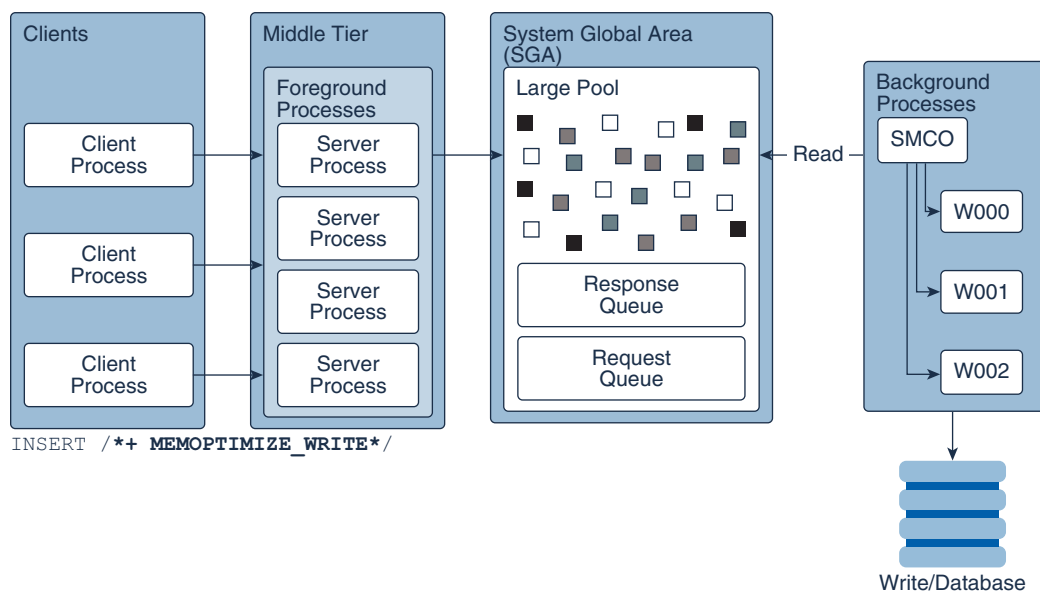 Clients
Client
Process
Client
Process
Client
Process
INSERT /*+ MEMOPTIMIZE_WRITE*/
Middle Tier
Foreground
Processes
Server
Process
Server
Process
Server
Process
Server
Process
System Global Area
(SGA)
Large Pool
Response
Queue
Request
Queue
Read
Background
Processes
SMCO
W000
W001
W002
Write/Database